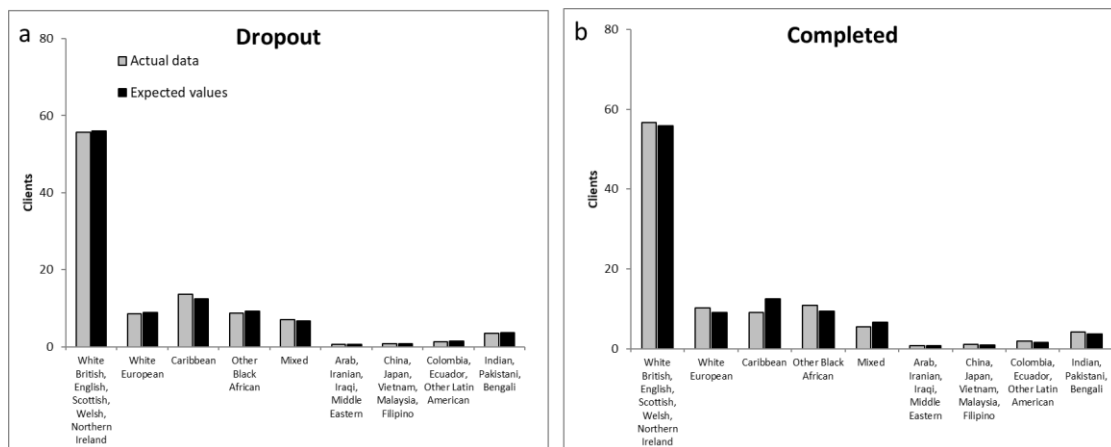 a
Dropout
80
60
40
20
0
Clients
Actual data
Expected values
White
British,
English,
Scottish,
Welsh,
Northern
Ireland
White
European
Caribbean
Other
Black
African
Mixed
Arab,
Iranian,
Iraqi,
Middle
Eastern
China,
Japan,
Vietnam,
Malaysia,
Filipino
Colombia,
Ecuador,
Other Latin
American
Indian,
Pakistani,
Bengali
b
Completed
80
60
40
20
0
Clients
White
British,
English,
Scottish,
Welsh,
Northern
Ireland
White
European
Caribbean
Other Black
African
Mixed
Arab,
Iranian,
Iraqi,
Middle
Eastern
China,
Japan,
Vietnam,
Malaysia,
Filipino
Colombia,
Ecuador,
Other Latin
American
Indian,
Pakistani,
Bengali